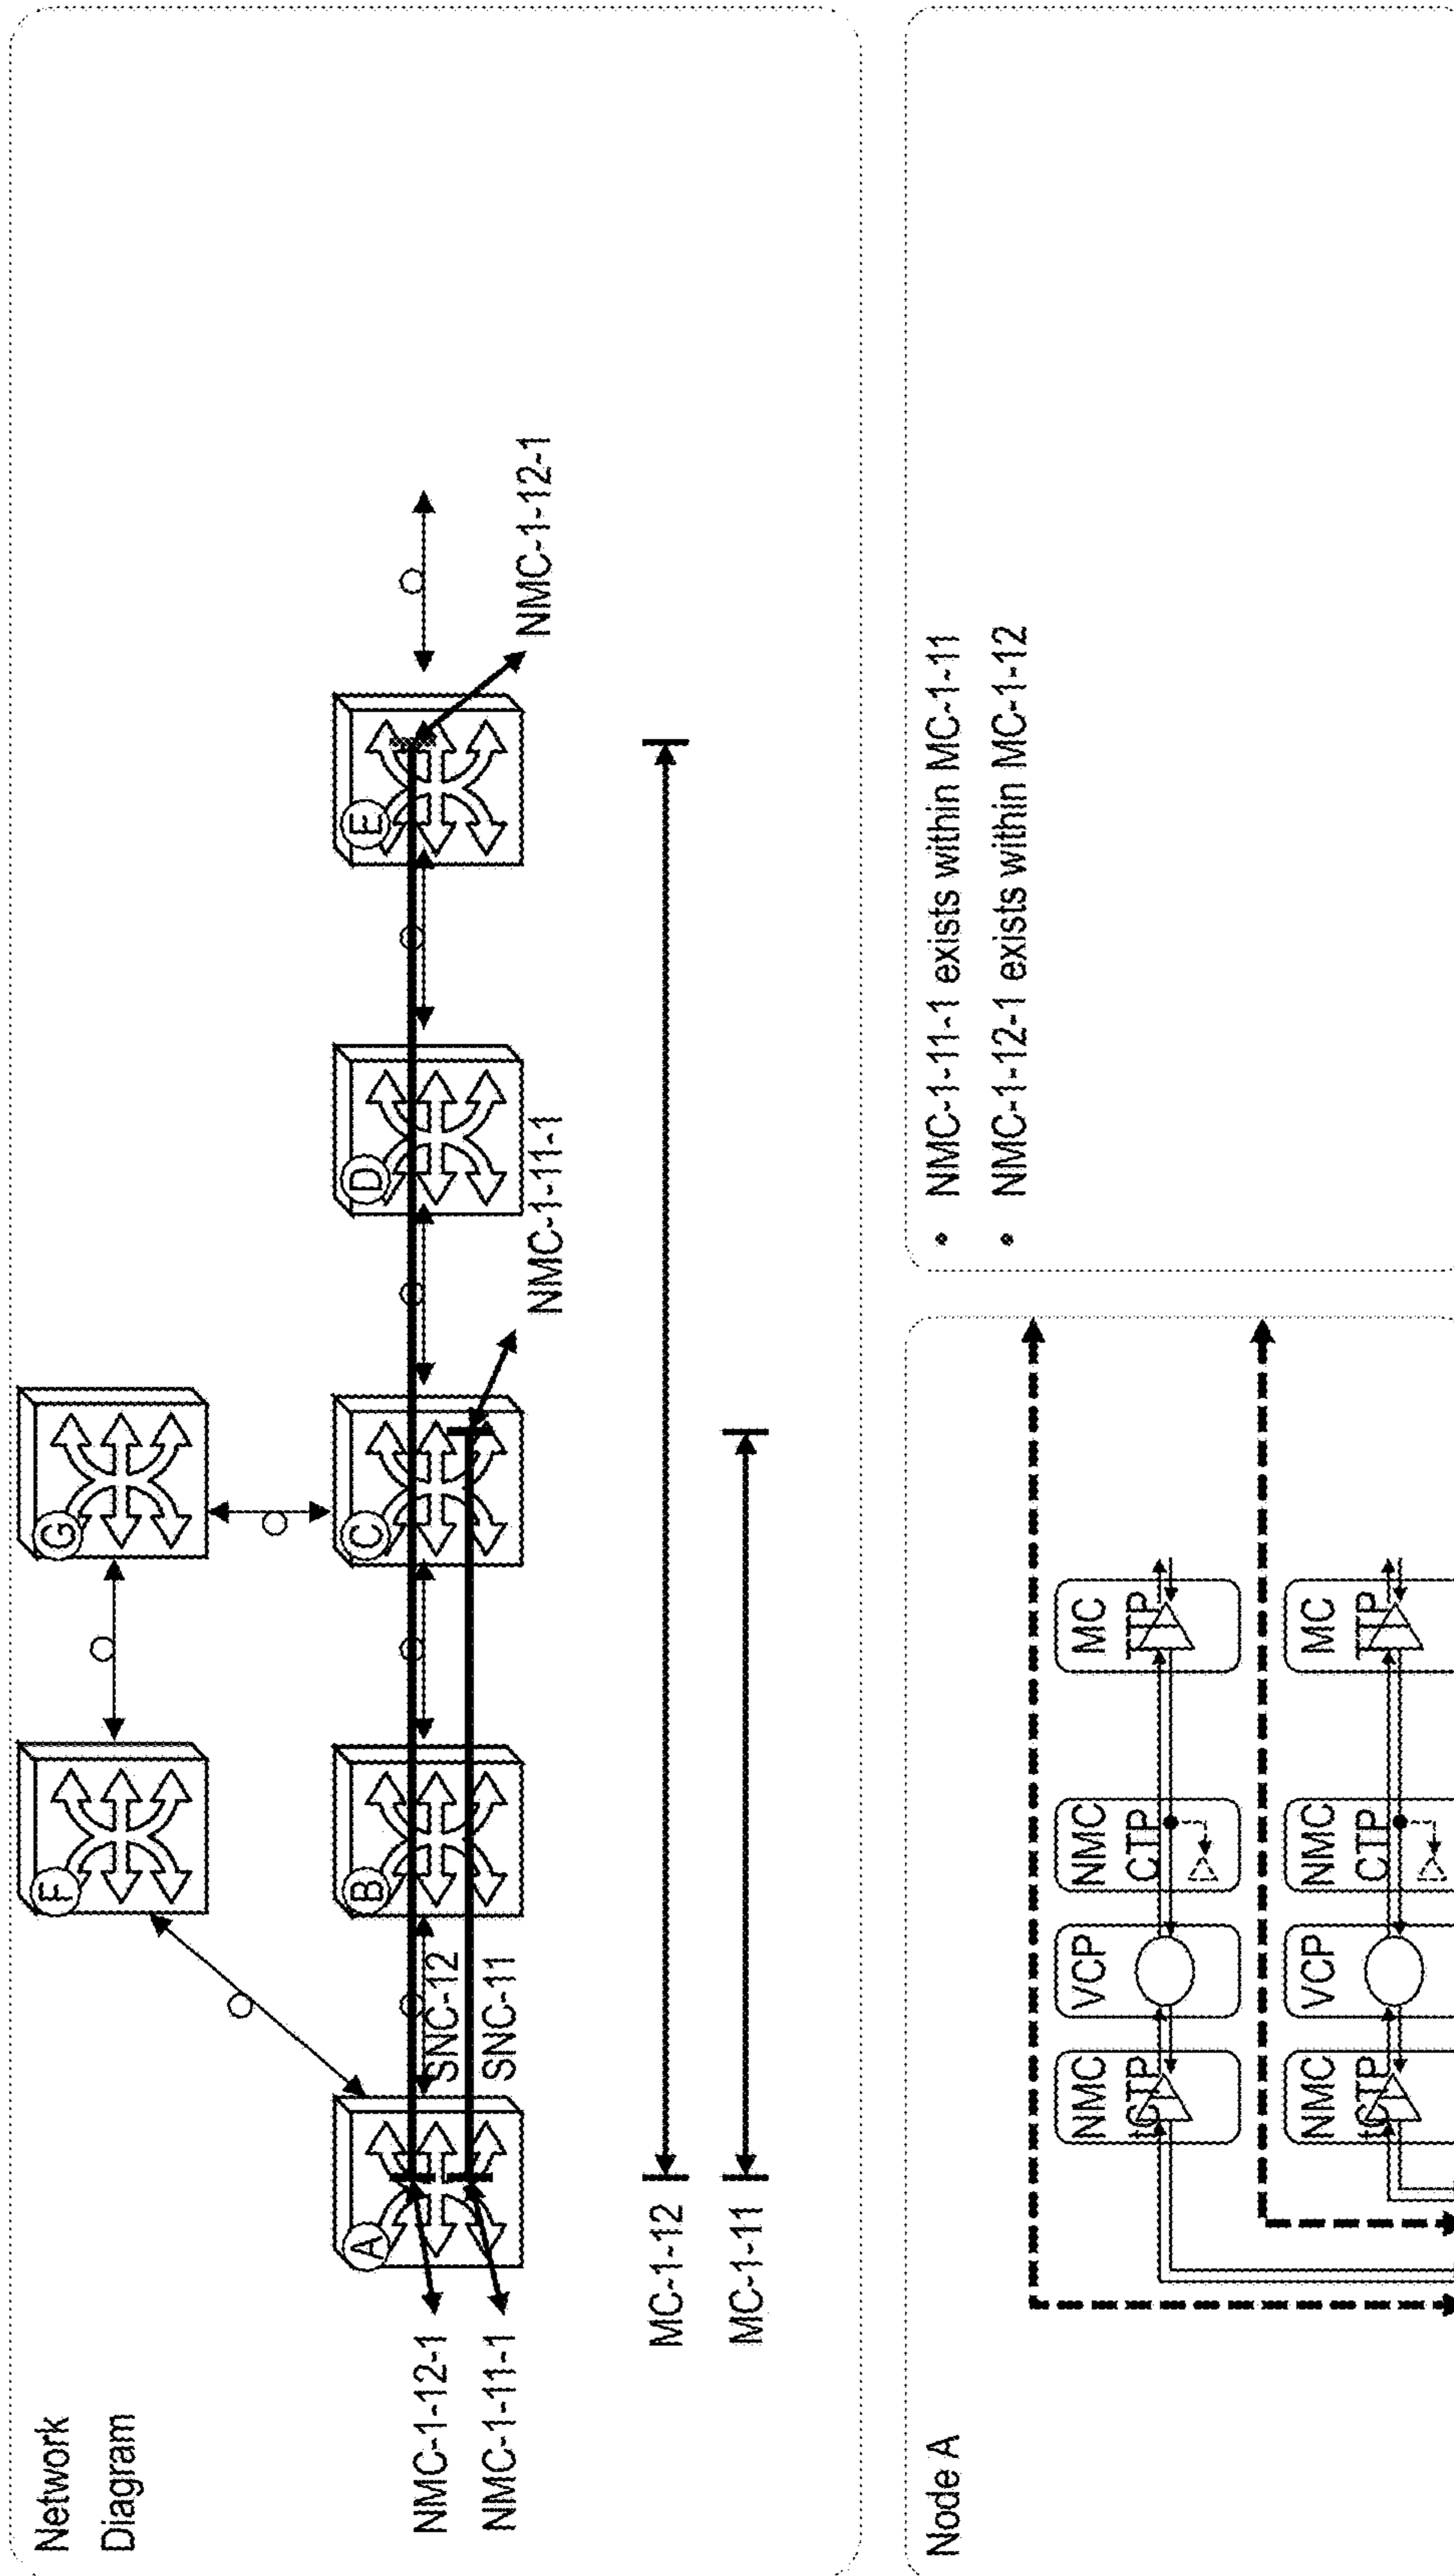 Network
Diagram
F
G
A
B
C
D
E
SNC-12
SNC-11
NMC-1-12-1
NMC-1-11-1
NMC-1-11-1
NMC-1-12-1
MC-1-12
MC-1-11
Node A
NMC
tCTP
VCP
NMC
CTP
MC
TTP
NMC
tCTP
VCP
NMC
CTP
MC
TTP
• NMC-1-11-1 exists within MC-1-11
• NMC-1-12-1 exists within MC-1-12